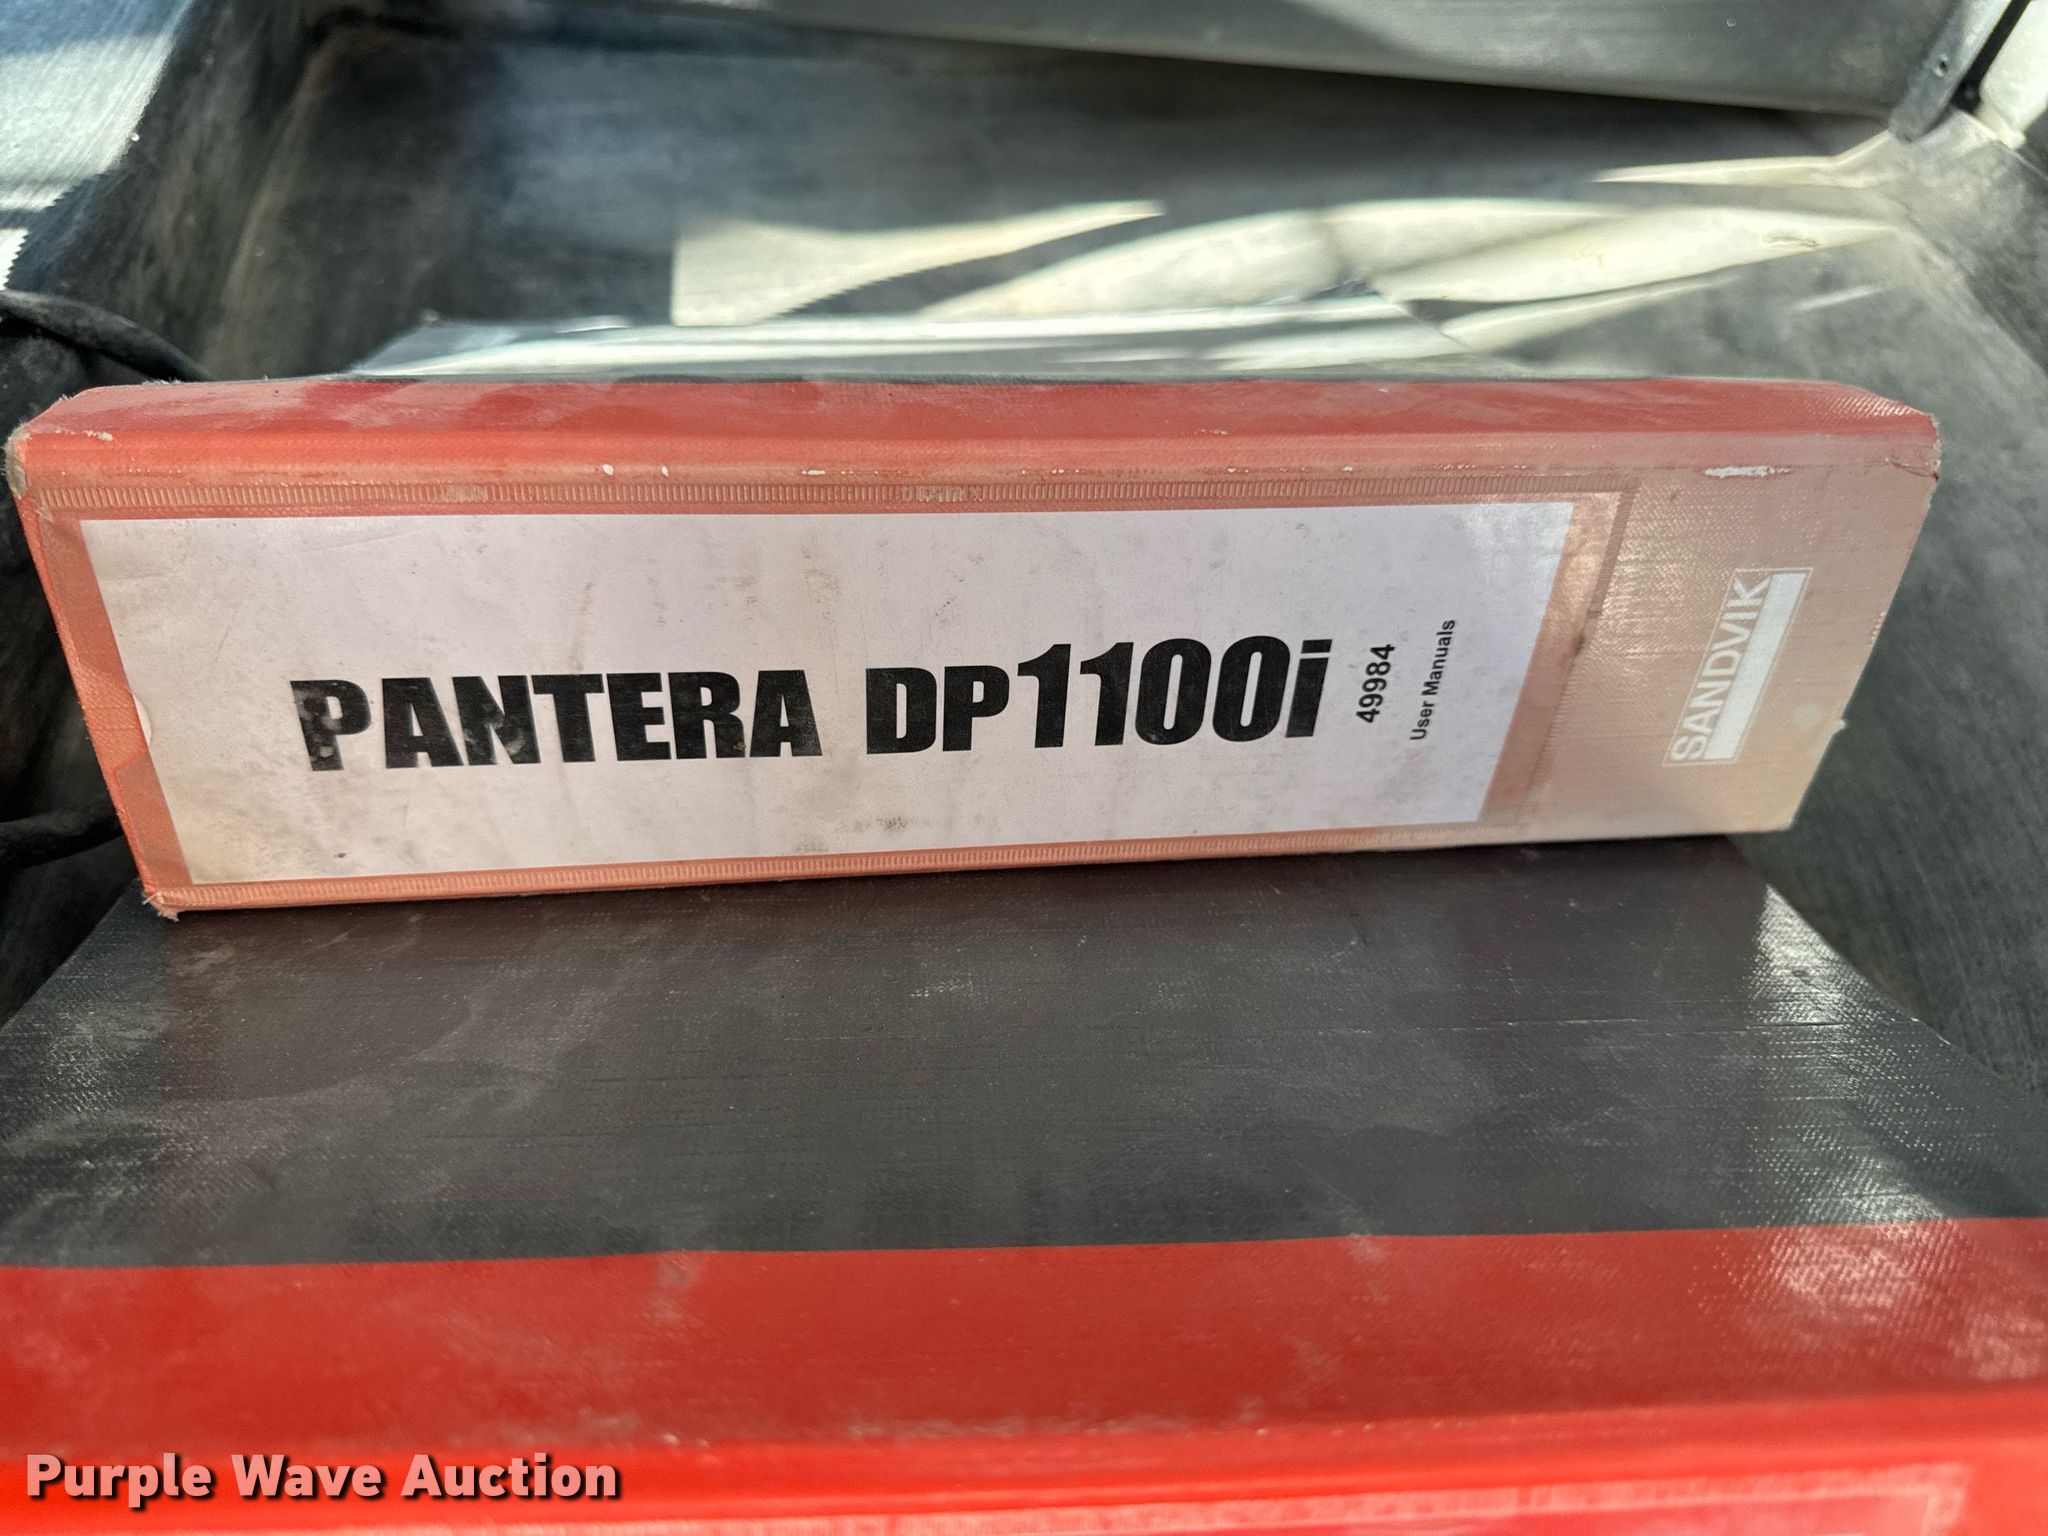 PANTERA DP1100i
49984
User Manuals
SANDVIK
Purple Wave Auction